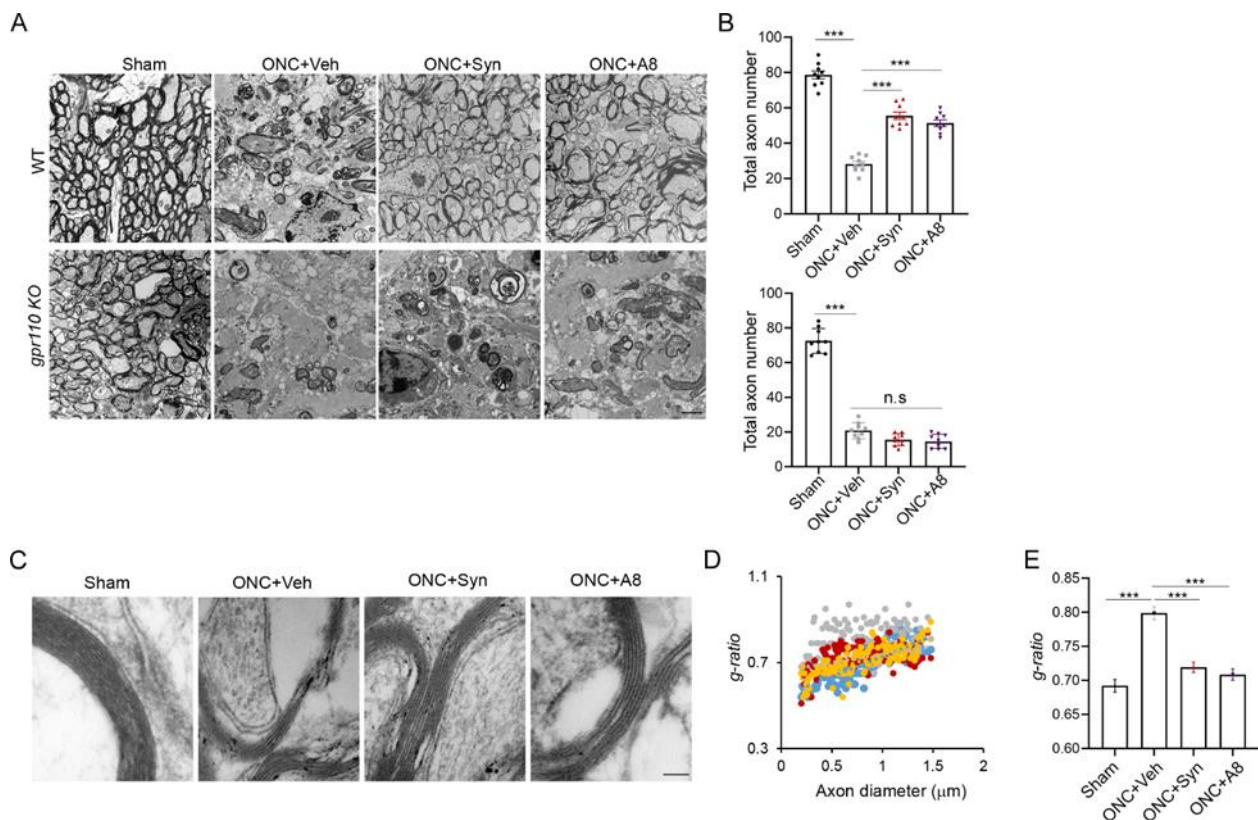 A
Sham
ONC+Veh
ONC+Syn
ONC+A8
WT
gpr110 KO
B
Total axon number
100
80
60
40
20
0
***
***
***
Sham
ONC+Veh
ONC+Syn
ONC+A8
Total axon number
100
80
60
40
20
0
***
n.s
Sham
ONC+Veh
ONC+Syn
ONC+A8
C
Sham
ONC+Veh
ONC+Syn
ONC+A8
D
g-ratio
1.1
0.7
0.3
0
0.5
1
1.5
2
Axon diameter (μm)
E
g-ratio
0.85
0.80
0.75
0.70
0.65
0.60
***
***
***
Sham
ONC+Veh
ONC+Syn
ONC+A8